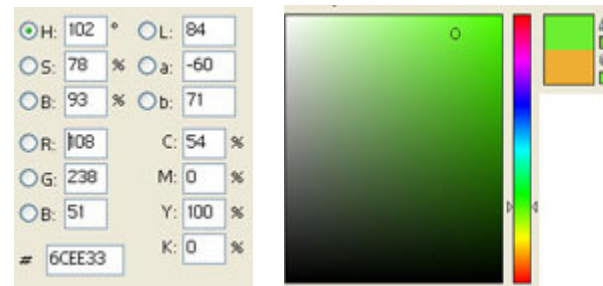 H: 102 ° L: 84
S: 78 % a: -60
B: 93 % b: 71
R: 108 C: 54 %
G: 238 M: 0 %
B: 51 Y: 100 %
# 6CEE33 K: 0 %